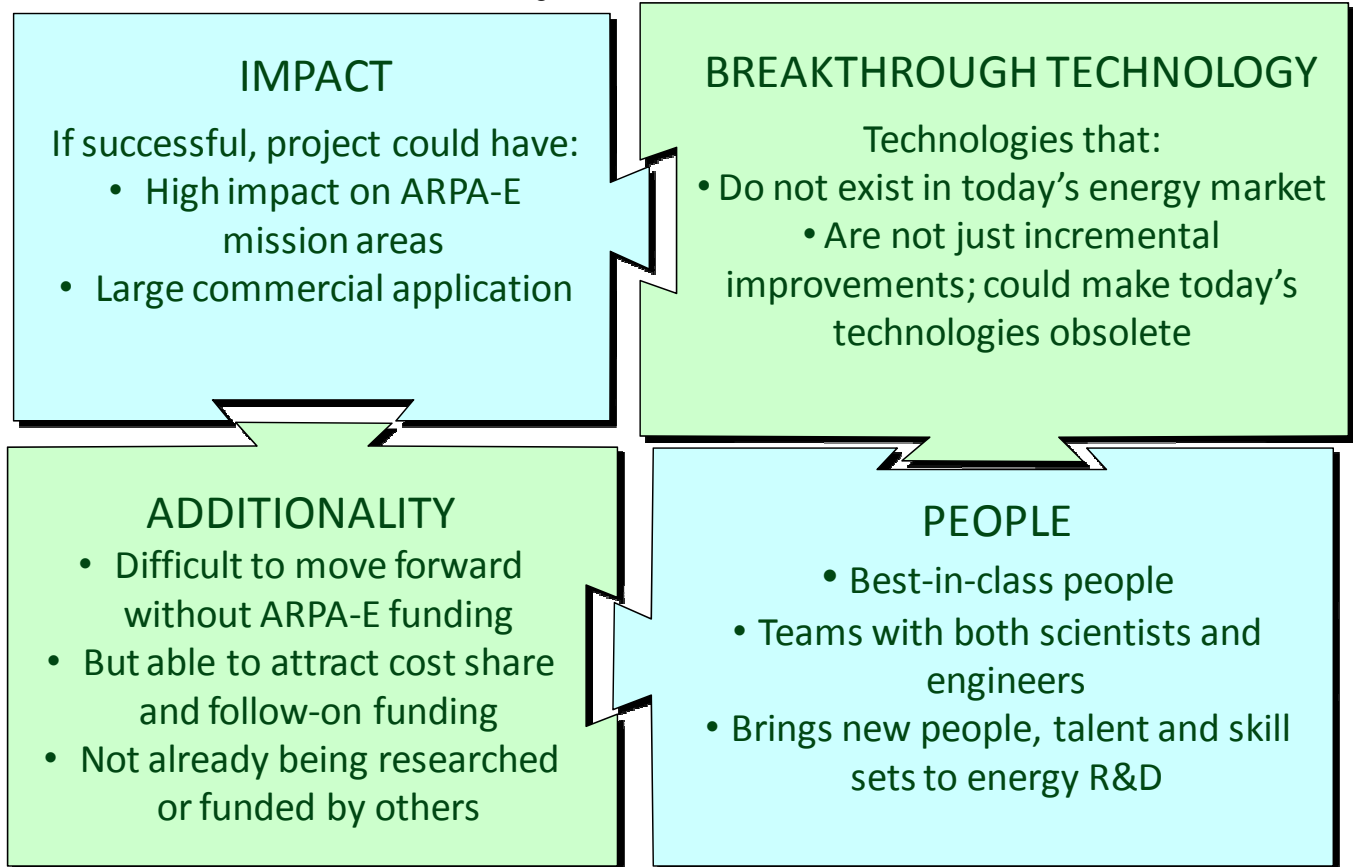 IMPACT
If successful, project could have:
• High impact on ARPA-E
mission areas
• Large commercial application
BREAKTHROUGH TECHNOLOGY
Technologies that:
• Do not exist in today’s energy market
• Are not just incremental
improvements; could make today’s
technologies obsolete
ADDITIONALITY
• Difficult to move forward
without ARPA-E funding
• But able to attract cost share
and follow-on funding
• Not already being researched
or funded by others
PEOPLE
• Best-in-class people
• Teams with both scientists and
engineers
• Brings new people, talent and skill
sets to energy R&D